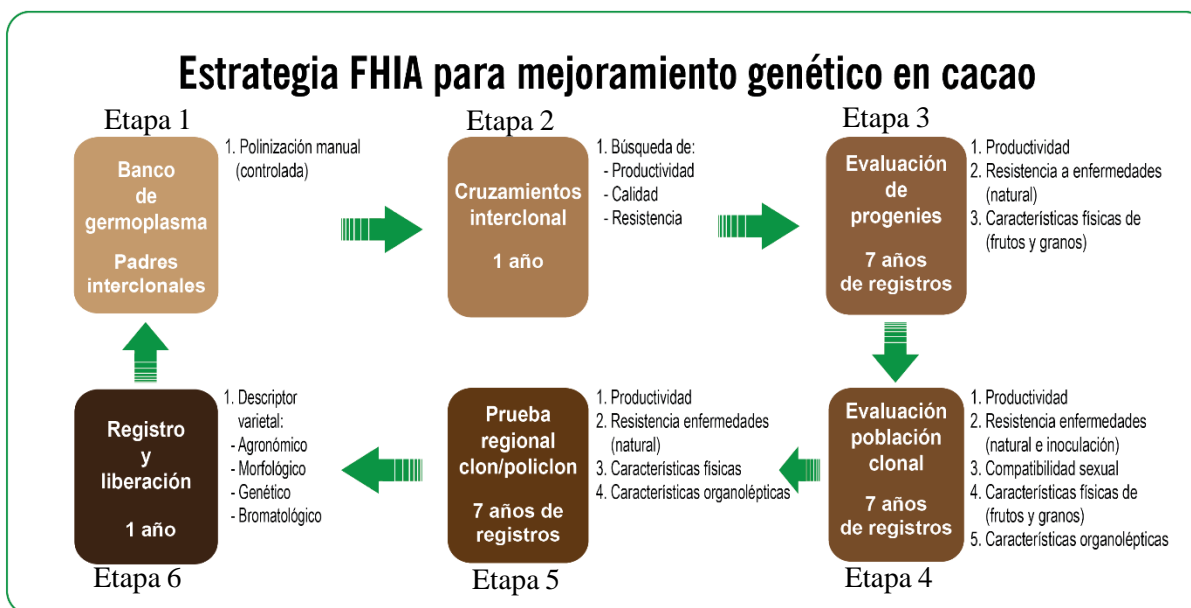 Estrategia FHIA para mejoramiento genético en cacao
Etapa 1
Banco
de
germoplasma
Padres
interclonales
1. Polinización manual
(controlada)
Etapa 2
Cruzamientos
interclonal
1 año
1. Búsqueda de:
- Productividad
- Calidad
- Resistencia
Etapa 3
Evaluación
de
progenies
7 años
de registros
1. Productividad
2. Resistencia a enfermedades
(natural)
3. Características físicas de
(frutos y granos)
Registro
y
liberación
1 año
Etapa 6
1. Descriptor
varietal:
- Agronómico
- Morfológico
- Genético
- Bromatológico
Prueba
regional
clon/policlon
7 años de
registros
Etapa 5
1. Productividad
2. Resistencia enfermedades
(natural)
3. Características físicas
4. Características organolépticas
Evaluación
población
clonal
7 años
de registros
Etapa 4
1. Productividad
2. Resistencia enfermedades
(natural e inoculación)
3. Compatibilidad sexual
4. Características físicas de
(frutos y granos)
5. Características organolépticas